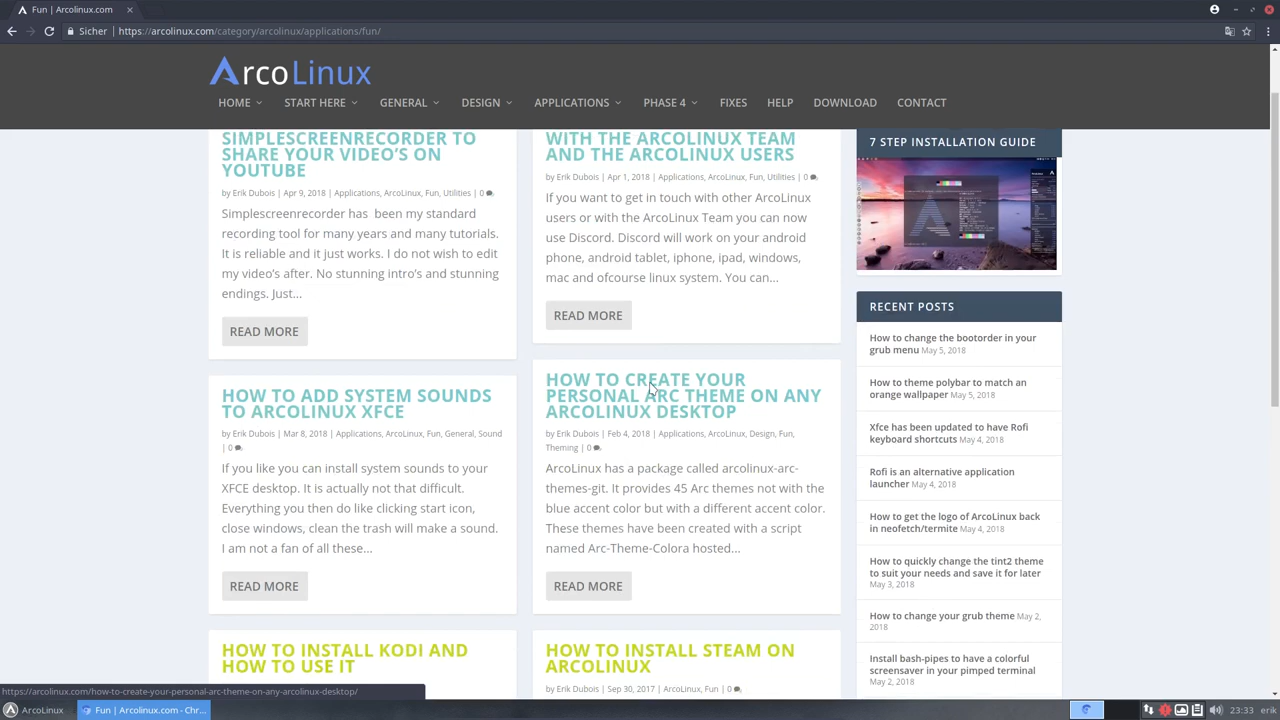 Fun | Arcolinux.com
Sicher | https://arcolinux.com/category/arcolinux/applications/fun/
ArcoLinux
HOME START HERE GENERAL DESIGN APPLICATIONS PHASE 4 FIXES HELP DOWNLOAD CONTACT
SIMPLESCREENRECORDER TO
SHARE YOUR VIDEO’S ON
YOUTUBE
by Erik Dubois | Apr 9, 2018 | Applications, ArcoLinux, Fun, Utilities | 0
Simplescreenrecorder has been my standard
recording tool for many years and many tutorials.
It is reliable and it just works. I do not wish to edit
my video’s after. No stunning intro’s and stunning
endings. Just...
READ MORE
WITH THE ARCOLINUX TEAM
AND THE ARCOLINUX USERS
by Erik Dubois | Apr 1, 2018 | Applications, ArcoLinux, Fun, Utilities | 0
If you want to get in touch with other ArcoLinux
users or with the ArcoLinux Team you can now
use Discord. Discord will work on your android
phone, android tablet, iphone, ipad, windows,
mac and ofcourse linux system. You can...
READ MORE
HOW TO ADD SYSTEM SOUNDS
TO ARCOLINUX XFCE
by Erik Dubois | Mar 8, 2018 | Applications, ArcoLinux, Fun, General, Sound
| 0
If you like you can install system sounds to your
XFCE desktop. It is actually not that difficult.
Everything you then do like clicking start icon,
close windows, clean the trash will make a sound.
I am not a fan of all these...
READ MORE
HOW TO CREATE YOUR
PERSONAL ARC THEME ON ANY
ARCOLINUX DESKTOP
by Erik Dubois | Feb 4, 2018 | Applications, ArcoLinux, Design, Fun,
Theming | 0
ArcoLinux has a package called arcolinux-arc-
themes-git. It provides 45 Arc themes not with the
blue accent color but with a different accent color.
These themes have been created with a script
named Arc-Theme-Colora hosted...
READ MORE
HOW TO INSTALL KODI AND
HOW TO USE IT
HOW TO INSTALL STEAM ON
ARCOLINUX
by Erik Dubois | Sep 30, 2017 | ArcoLinux, Fun | 0
7 STEP INSTALLATION GUIDE
RECENT POSTS
How to change the bootorder in your
grub menu May 5, 2018
How to theme polybar to match an
orange wallpaper May 5, 2018
Xfce has been updated to have Rofi
keyboard shortcuts May 4, 2018
Rofi is an alternative application
launcher May 4, 2018
How to get the logo of ArcoLinux back
in neofetch/termite May 4, 2018
How to quickly change the tint2 theme
to suit your needs and save it for later
May 3, 2018
How to change your grub theme May 2,
2018
Install bash-pipes to have a colorful
screensaver in your pimped terminal
May 2, 2018
https://arcolinux.com/how-to-create-your-personal-arc-theme-on-any-arcolinux-desktop/
ArcoLinux
Fun | Arcolinux.com - Chr...
23:33 erik